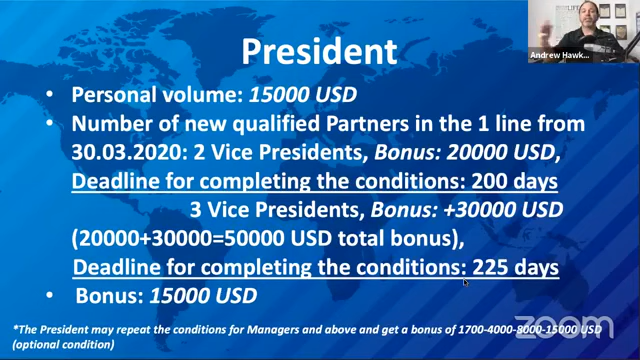 Andrew Hawk...
President
• Personal volume: 15000 USD
• Number of new qualified Partners in the 1 line from
30.03.2020: 2 Vice Presidents, Bonus: 20000 USD,
Deadline for completing the conditions: 200 days
3 Vice Presidents, Bonus: +30000 USD
(20000+30000=50000 USD total bonus),
Deadline for completing the conditions: 225 days
• Bonus: 15000 USD
*The President may repeat the conditions for Managers and above and get a bonus of 1700-4000-8000-15000 USD
(optional condition)
zoom